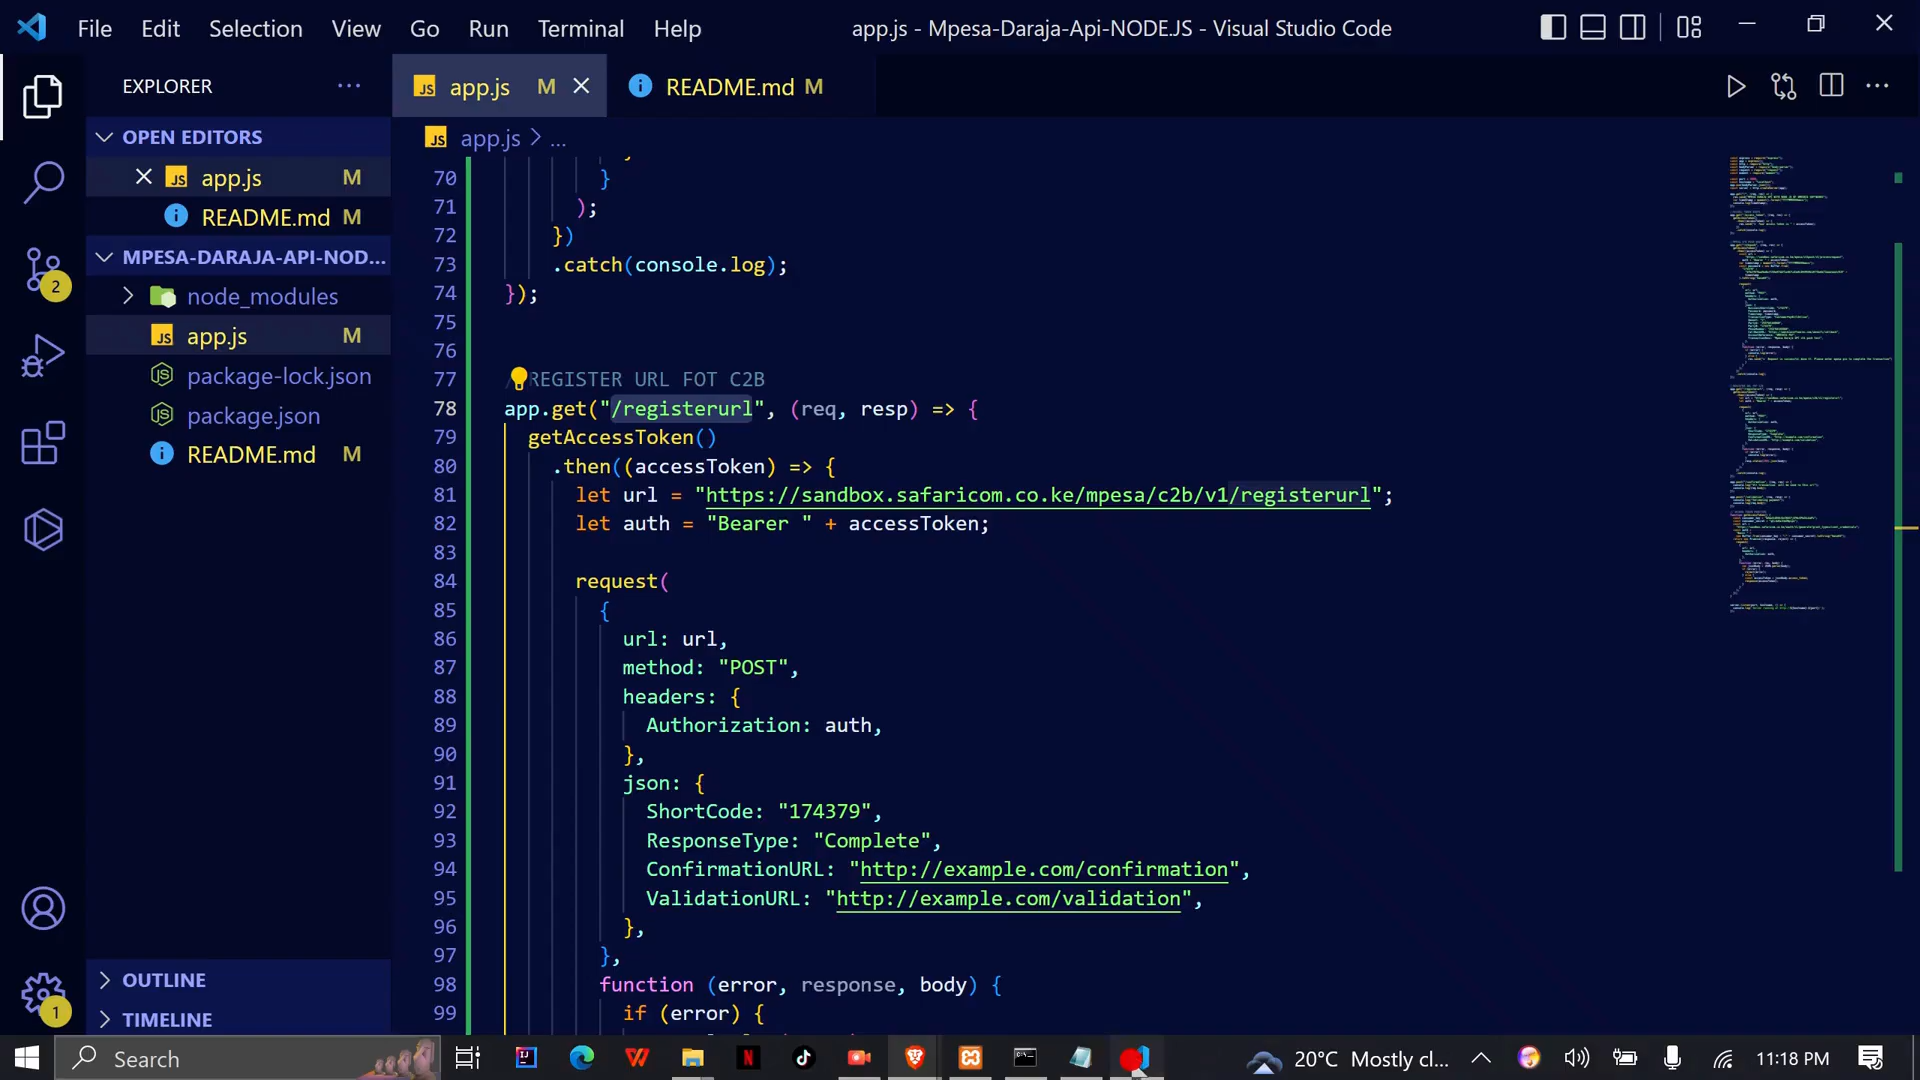 File Edit Selection View Go Run Terminal Help
app.js - Mpesa-Daraja-Api-NODE.JS - Visual Studio Code
EXPLORER
OPEN EDITORS
JS app.js M
README.md M
MPESA-DARAJA-API-NOD...
node_modules
JS app.js M
package-lock.json
package.json
README.md M
OUTLINE
TIMELINE
2
1
JS app.js M
README.md M
JS app.js > ...
70 }
71 );
72 })
73 .catch(console.log);
74 });
75
76
77 REGISTER URL FOT C2B
78 app.get("/registerurl", (req, resp) => {
79 getAccessToken()
80 .then((accessToken) => {
81 let url = "https://sandbox.safaricom.co.ke/mpesa/c2b/v1/registerurl";
82 let auth = "Bearer " + accessToken;
83
84 request(
85 {
86 url: url,
87 method: "POST",
88 headers: {
89 Authorization: auth,
90 },
91 json: {
92 ShortCode: "174379",
93 ResponseType: "Complete",
94 ConfirmationURL: "http://example.com/confirmation",
95 ValidationURL: "http://example.com/validation",
96 },
97 },
98 function (error, response, body) {
99 if (error) {
Search
20°C Mostly cl...
11:18 PM